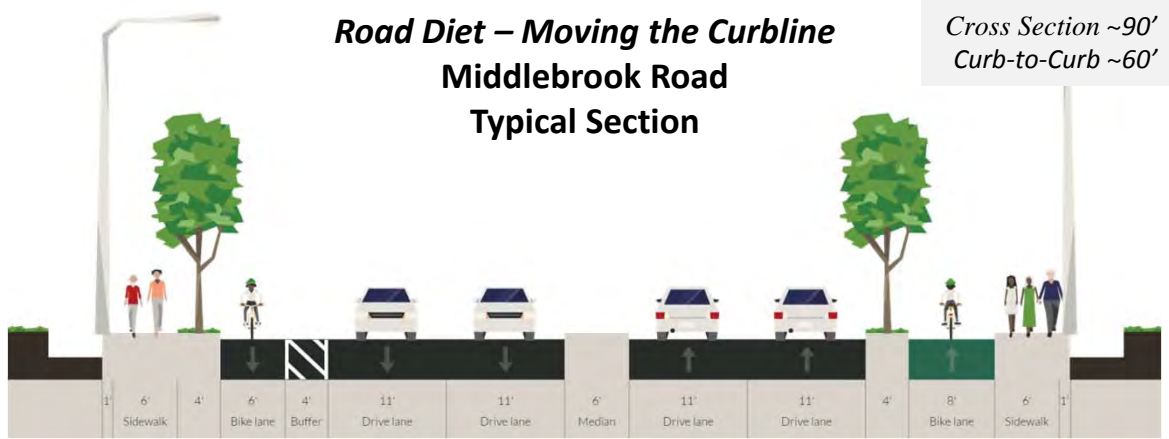 Road Diet – Moving the Curbline
Middlebrook Road
Typical Section
Cross Section ~90’
Curb-to-Curb ~60’
1' 6' 4' 6' 4' 11' 11' 6' 11' 11' 4' 8' 6' 1'
Sidewalk Bike lane Buffer Drive lane Drive lane Median Drive lane Drive lane Bike lane Sidewalk